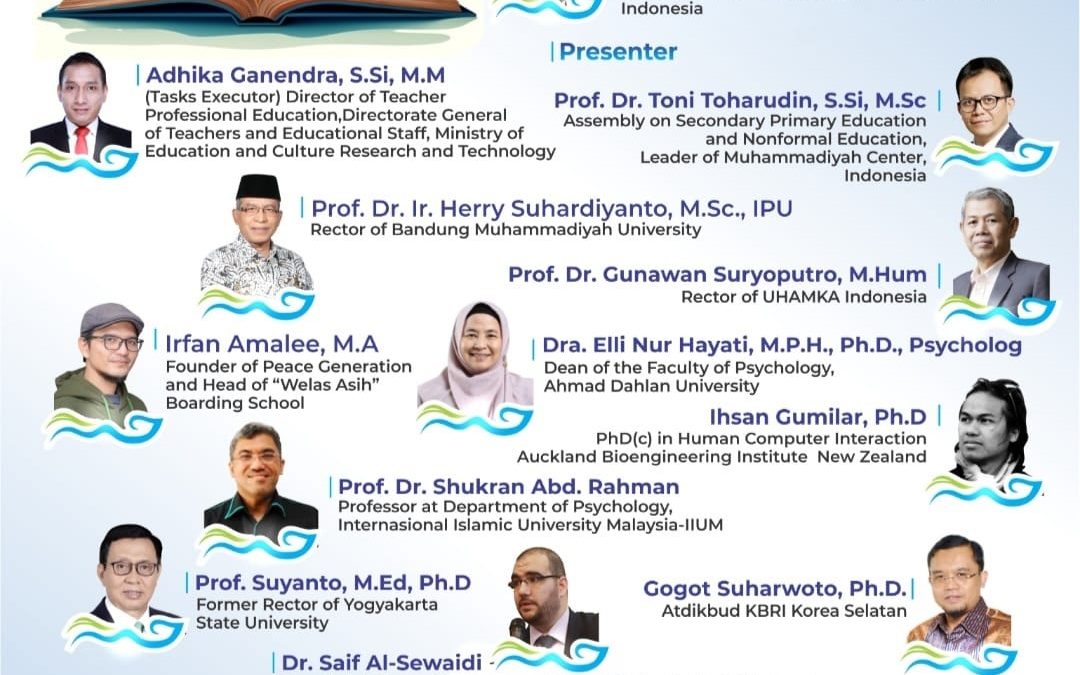 Indonesia
Presenter
Adhika Ganendra, S.Si, M.M
(Tasks Executor) Director of Teacher
Professional Education,Directorate General
of Teachers and Educational Staff, Ministry of
Education and Culture Research and Technology
Prof. Dr. Toni Toharudin, S.Si, M.Sc
Assembly on Secondary Primary Education
and Nonformal Education,
Leader of Muhammadiyah Center,
Indonesia
Prof. Dr. Ir. Herry Suhardiyanto, M.Sc., IPU
Rector of Bandung Muhammadiyah University
Prof. Dr. Gunawan Suryoputro, M.Hum
Rector of UHAMKA Indonesia
Irfan Amalee, M.A
Founder of Peace Generation
and Head of “Welas Asih”
Boarding School
Dra. Elli Nur Hayati, M.P.H., Ph.D., Psycholog
Dean of the Faculty of Psychology,
Ahmad Dahlan University
Ihsan Gumilar, Ph.D
PhD(c) in Human Computer Interaction
Auckland Bioengineering Institute New Zealand
Prof. Dr. Shukran Abd. Rahman
Professor at Department of Psychology,
Internasional Islamic University Malaysia-IIUM
Prof. Suyanto, M.Ed, Ph.D
Former Rector of Yogyakarta
State University
Gogot Suharwoto, Ph.D.
Atdikbud KBRI Korea Selatan
Dr. Saif Al-Sewaidi -